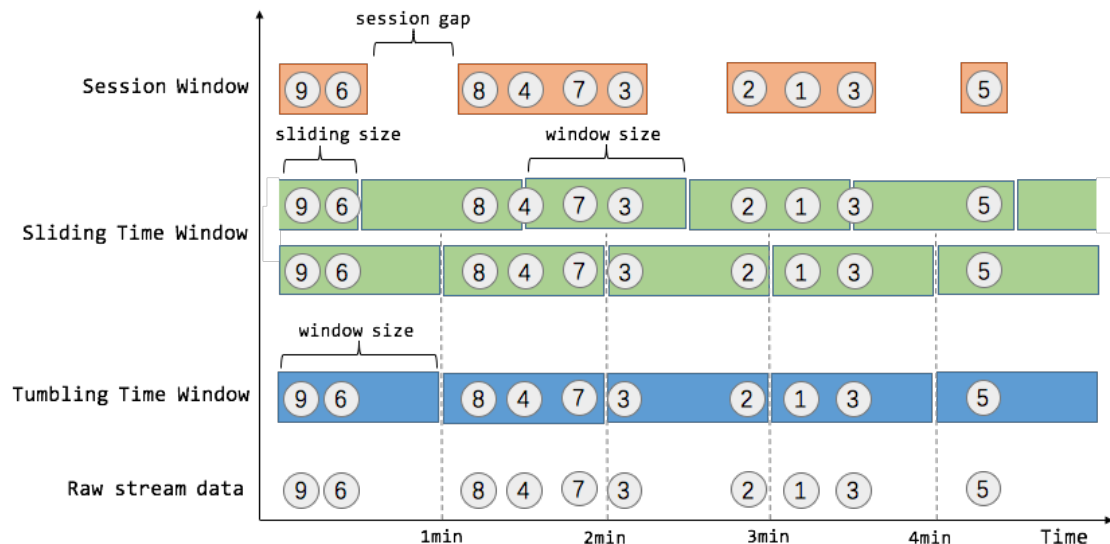 session gap
Session Window
9 6 8 4 7 3 2 1 3 5
sliding size
window size
9 6 8 4 7 3 2 1 3 5
Sliding Time Window
9 6 8 4 7 3 2 1 3 5
window size
Tumbling Time Window
9 6 8 4 7 3 2 1 3 5
Raw stream data
9 6 8 4 7 3 2 1 3 5
1min 2min 3min 4min Time